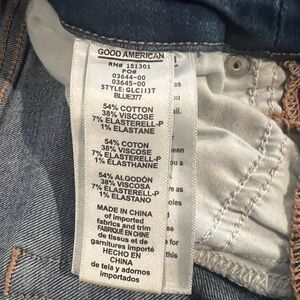 GOOD AMERICAN
RN# 151301
PO#
03644-00
03645-00
STYLE: GLC113T
BLUE377
54% COTTON
38% VISCOSE
7% ELASTERELL-P
1% ELASTANE
54% COTON
38% VISCOSE
7% ELASTERELL-P
1% ÉLASTHANNE
54% ALGODÓN
38% VISCOSA
7% ELASTERELL-P
1% ELASTANO
MADE IN CHINA
of imported
fabrics and trim
FABRIQUÉ EN CHINE
de tissus et de
garnitures importés
HECHO EN
CHINA
de tela y adornos
importados